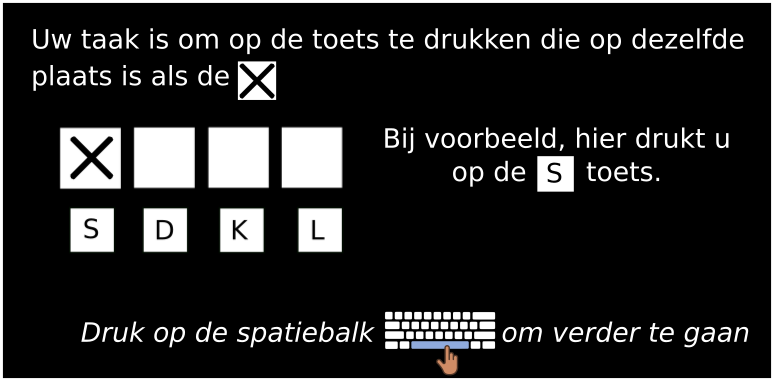 Uw taak is om op de toets te drukken die op dezelfde
plaats is als de
Bij voorbeeld, hier drukt u
op de S toets.
S D K L
Druk op de spatiebalk om verder te gaan